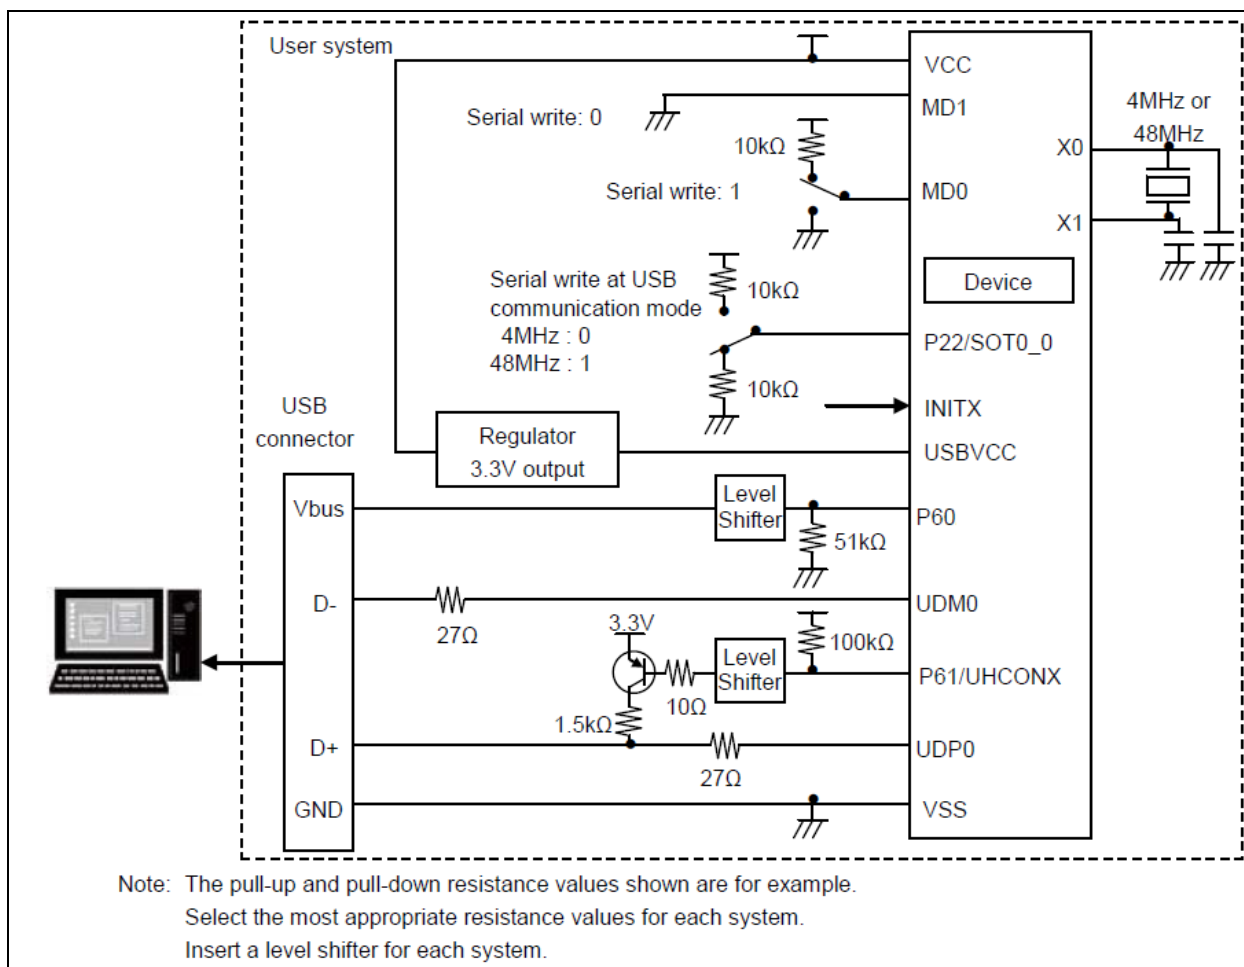 User system
VCC
MD1
Serial write: 0
4MHz or
48MHz
10kΩ
X0
Serial write: 1
MD0
X1
Serial write at USB
communication mode
4MHz : 0
48MHz : 1
10kΩ
Device
P22/SOT0_0
10kΩ
INITX
USB
connector
Regulator
3.3V output
USBVCC
Vbus
Level
Shifter
P60
51kΩ
D-
27Ω
UDM0
3.3V
100kΩ
Level
Shifter
P61/UHCONX
10Ω
1.5kΩ
D+
27Ω
UDP0
GND
VSS
Note: The pull-up and pull-down resistance values shown are for example.
Select the most appropriate resistance values for each system.
Insert a level shifter for each system.